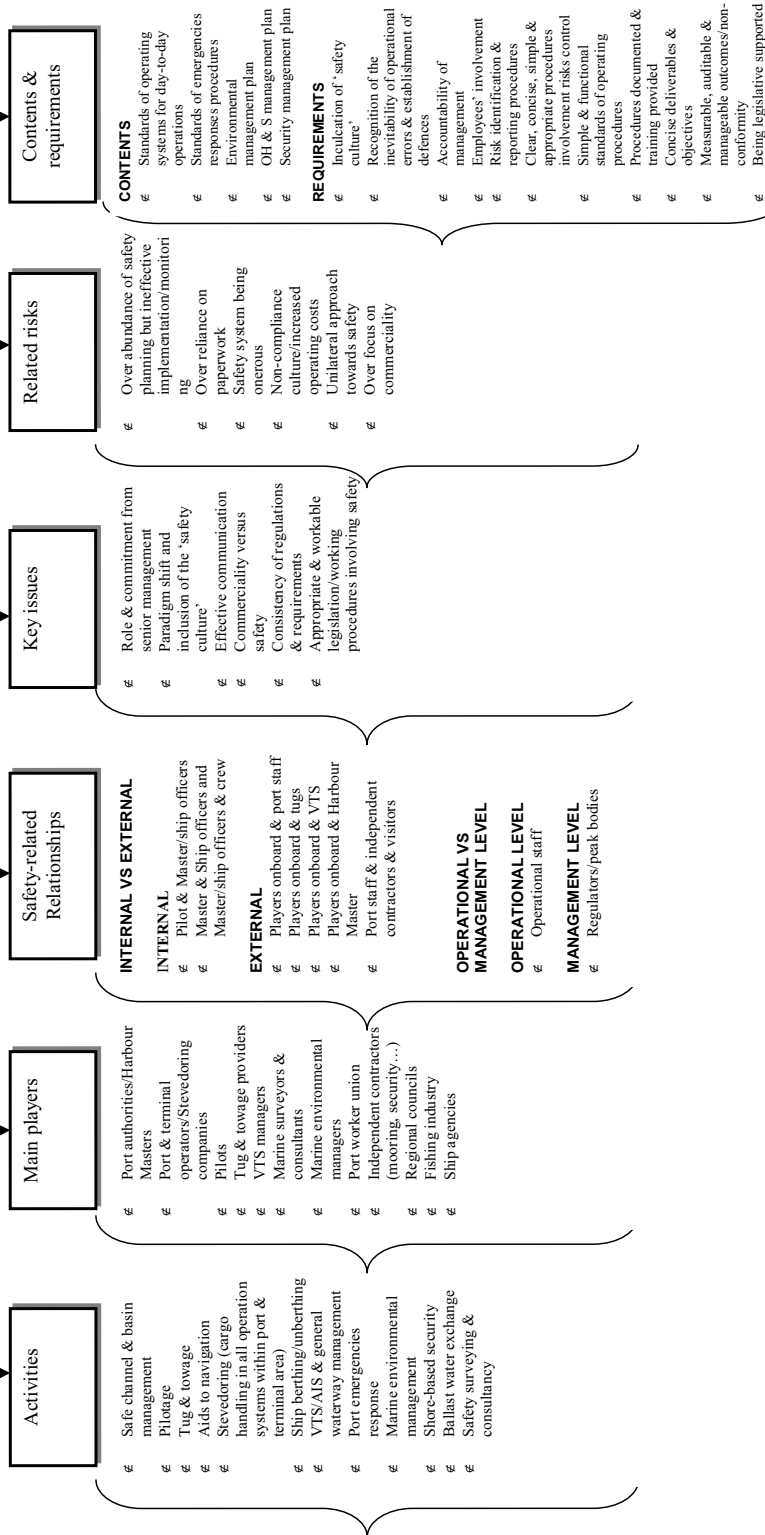 Activities
∉ Safe channel & basin
management
∉ Pilotage
∉ Tug & towage
∉ Aids to navigation
∉ Stevedoring (cargo
handling in all operation
systems within port &
terminal area)
∉ Ship berthing/unberthing
∉ VTS/AIS & general
waterway management
∉ Port emergencies
response
∉ Marine environmental
management
∉ Shore-based security
∉ Ballast water exchange
∉ Safety surveying &
consultancy
Main players
∉ Port authorities/Harbour
Masters
∉ Port & terminal
operators/Stevedoring
companies
∉ Pilots
∉ Tug & towage providers
∉ VTS managers
∉ Marine surveyors &
consultants
∉ Marine environmental
managers
∉ Port worker union
∉ Independent contractors
(mooring, security…)
∉ Regional councils
∉ Fishing industry
∉ Ship agencies
Safety-related
Relationships
INTERNAL VS EXTERNAL
INTERNAL
∉ Pilot & Master/ship officers
∉ Master & Ship officers and
Master/ship officers & crew
EXTERNAL
∉ Players onboard & port staff
∉ Players onboard & tugs
∉ Players onboard & VTS
∉ Players onboard & Harbour
Master
∉ Port staff & independent
contractors & visitors
OPERATIONAL VS
MANAGEMENT LEVEL
OPERATIONAL LEVEL
∉ Operational staff
MANAGEMENT LEVEL
∉ Regulators/peak bodies
Key issues
∉ Role & commitment from
senior management
∉ Paradigm shift and
inclusion of the ‘safety
culture’
∉ Effective communication
∉ Commerciality versus
safety
∉ Consistency of regulations
& requirements
∉ Appropriate & workable
legislation/working
procedures involving safety
Related risks
∉ Over abundance of safety
planning but ineffective
implementation/monitori
ng
∉ Over reliance on
paperwork
∉ Safety system being
onerous
∉ Non-compliance
culture/increased
operating costs
∉ Unilateral approach
towards safety
∉ Over focus on
commerciality
Contents &
requirements
CONTENTS
∉ Standards of operating
systems for day-to-day
operations
∉ Standards of emergencies
responses procedures
∉ Environmental
management plan
∉ OH & S management plan
∉ Security management plan
REQUIREMENTS
∉ Inculcation of ‘safety
culture’
∉ Recognition of the
inevitability of operational
errors & establishment of
defences
∉ Accountability of
management
∉ Employees’ involvement
∉ Risk identification &
reporting procedures
∉ Clear, concise, simple &
appropriate procedures
involvement risks control
∉ Simple & functional
standards of operating
procedures
∉ Procedures documented &
training provided
∉ Concise deliverables &
objectives
∉ Measurable, auditable &
manageable outcomes/non-
conformity
∉ Being legislative supported